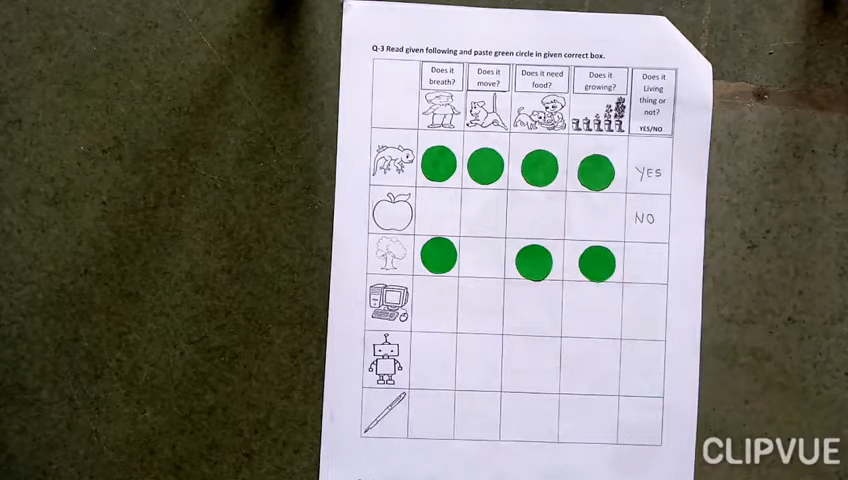 Q-3 Read given following and paste green circle in given correct box.
Does it
breath?
Does it
move?
Does it need
food?
Does it
growing?
Does it
Living
thing or
not?
YES/NO
YES
NO
CLIPVUE